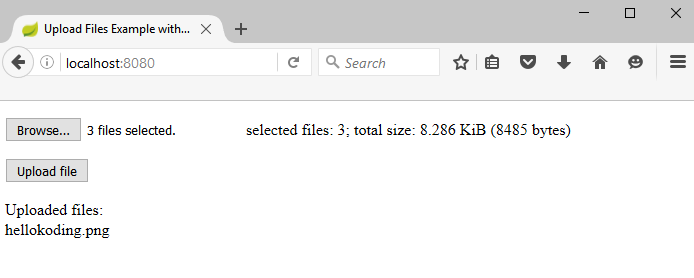 Upload Files Example with...
localhost:8080
Search
Browse... 3 files selected. selected files: 3; total size: 8.286 KiB (8485 bytes)
Upload file
Uploaded files:
hellokoding.png